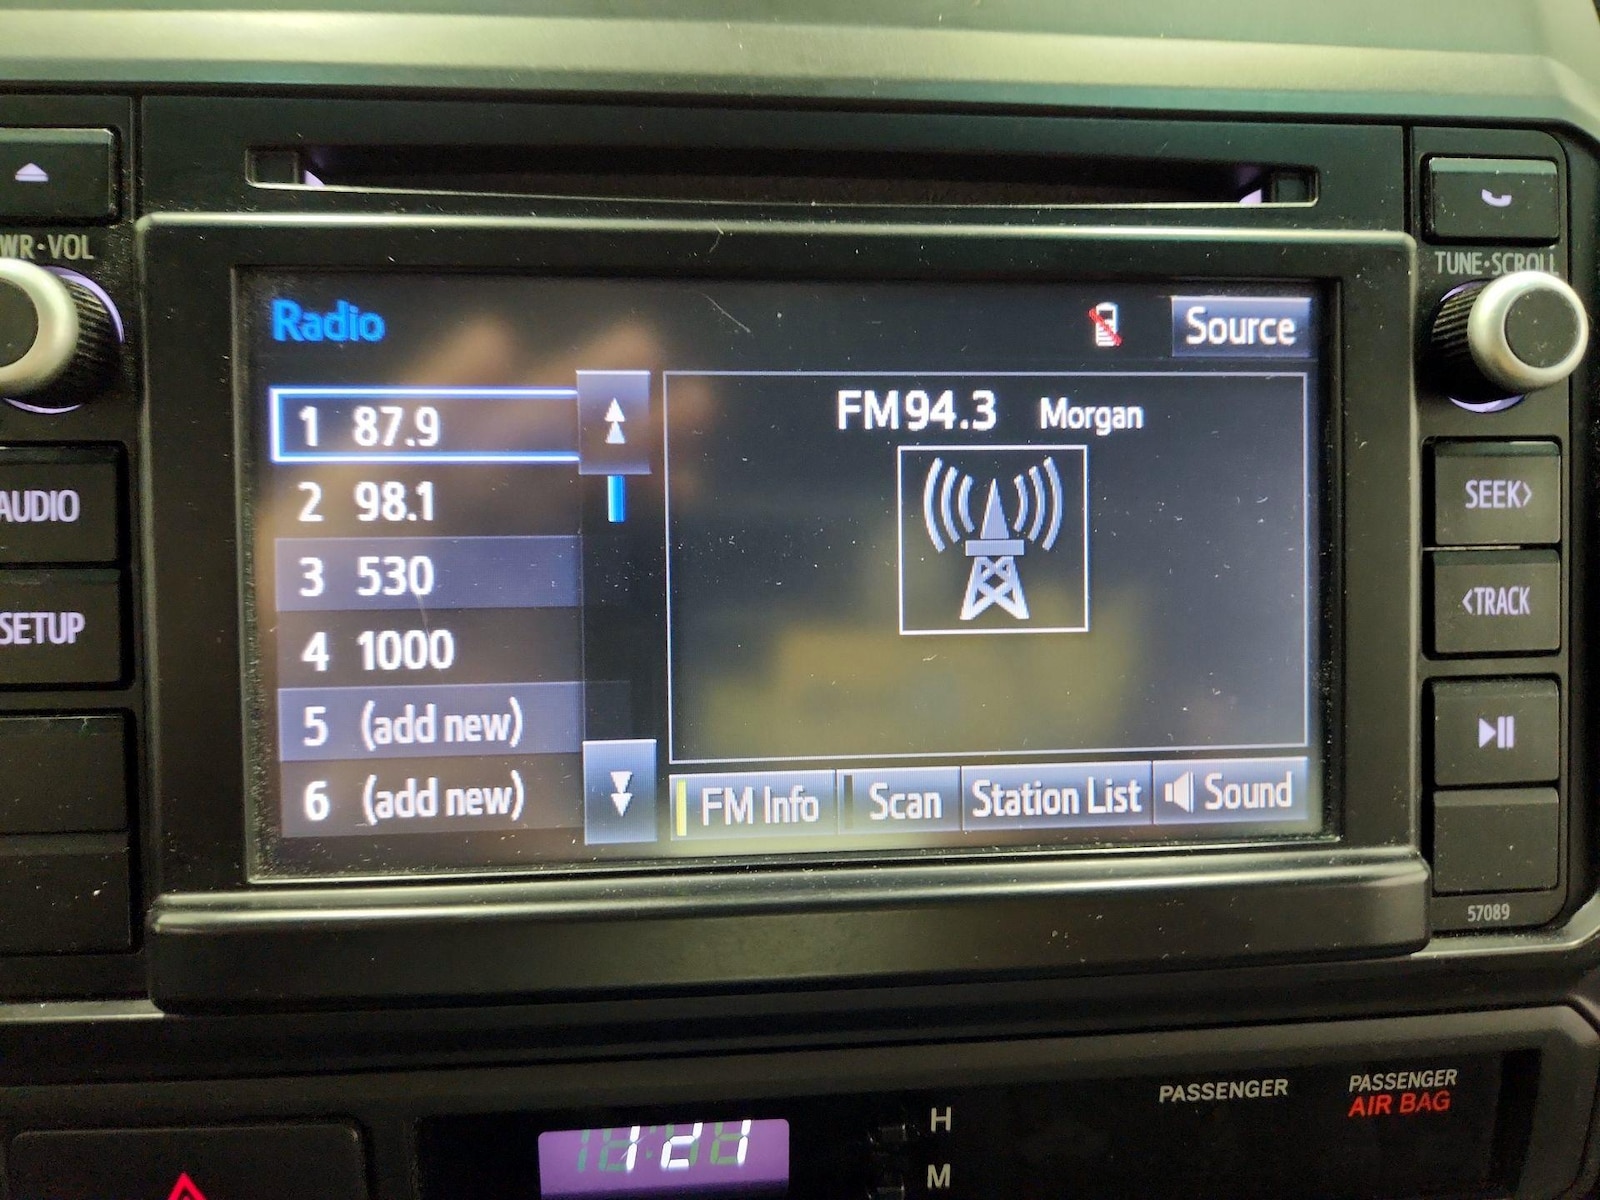 WR·VOL
TUNE·SCROLL
Radio
Source
1 87.9
2 98.1
3 530
4 1000
5 (add new)
6 (add new)
FM94.3 Morgan
FM Info
Scan
Station List
Sound
AUDIO
SETUP
SEEK>
<TRACK
57089
PASSENGER
PASSENGER
AIR BAG
H
M